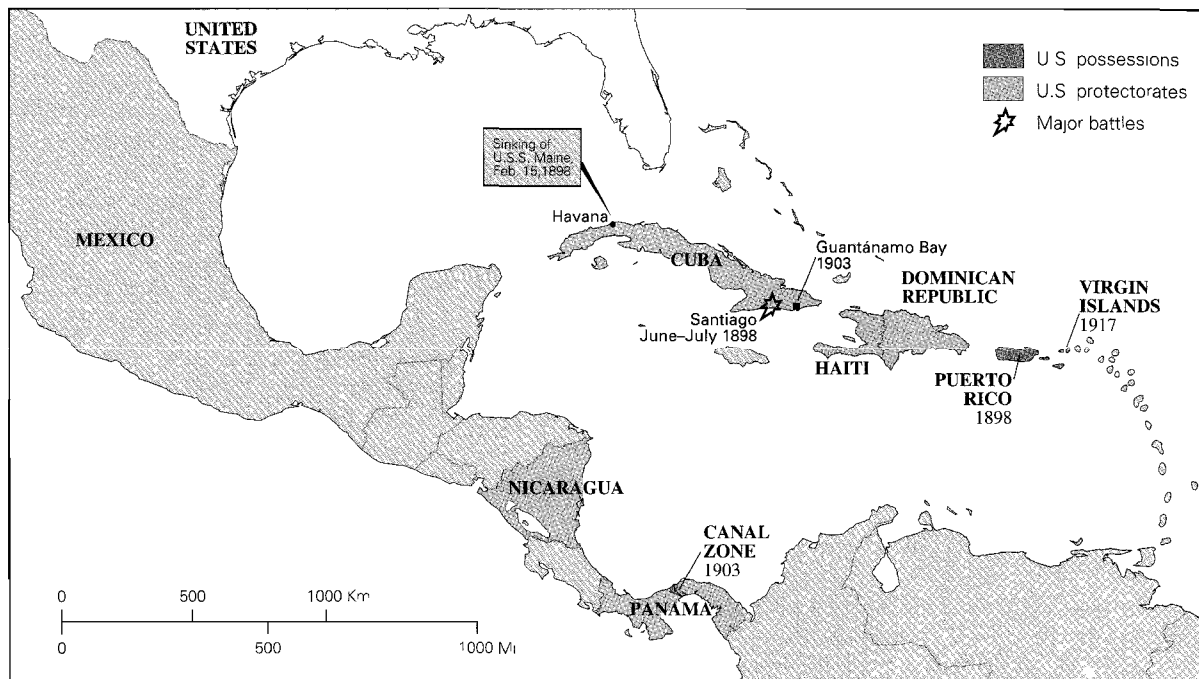 UNITED
STATES
U S possessions
U.S protectorates
Major battles
Sinking of
U.S.S. Maine,
Feb. 15, 1898
Havana
MEXICO
CUBA
Guantánamo Bay
1903
DOMINICAN
REPUBLIC
VIRGIN
ISLANDS
1917
Santiago
June–July 1898
HAITI
PUERTO
RICO
1898
NICARAGUA
CANAL
ZONE
1903
PANAMA
0 500 1000 Km
0 500 1000 Mi